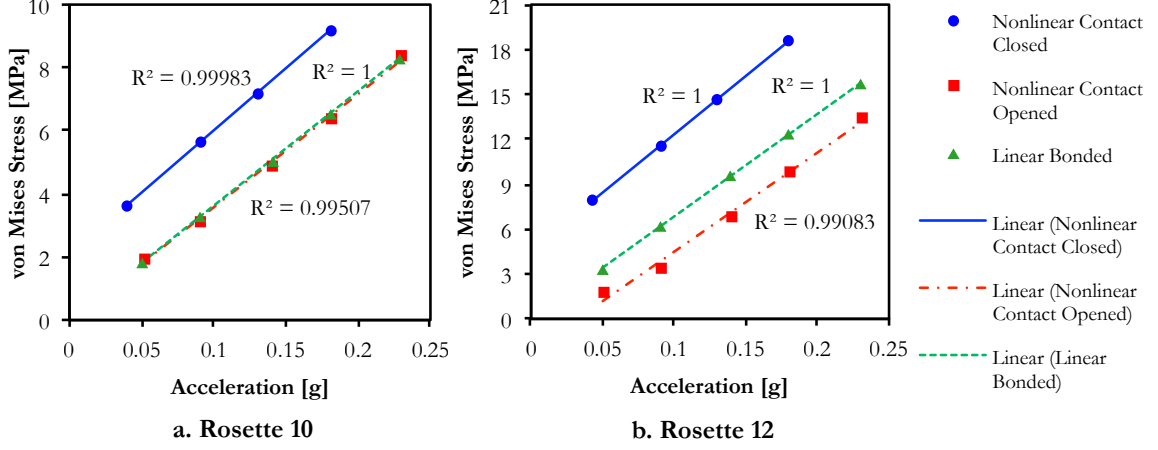 10
8
6
4
2
0
von Mises Stress [MPa]
R² = 0.99983
R² = 1
R² = 0.99507
0
0.05
0.1
0.15
0.2
0.25
Acceleration [g]
a. Rosette 10
21
18
15
12
9
6
3
0
von Mises Stress [MPa]
R² = 1
R² = 1
R² = 0.99083
0
0.05
0.1
0.15
0.2
0.25
Acceleration [g]
b. Rosette 12
Nonlinear Contact
Closed
Nonlinear Contact
Opened
Linear Bonded
Linear (Nonlinear
Contact Closed)
Linear (Nonlinear
Contact Opened)
Linear (Linear
Bonded)